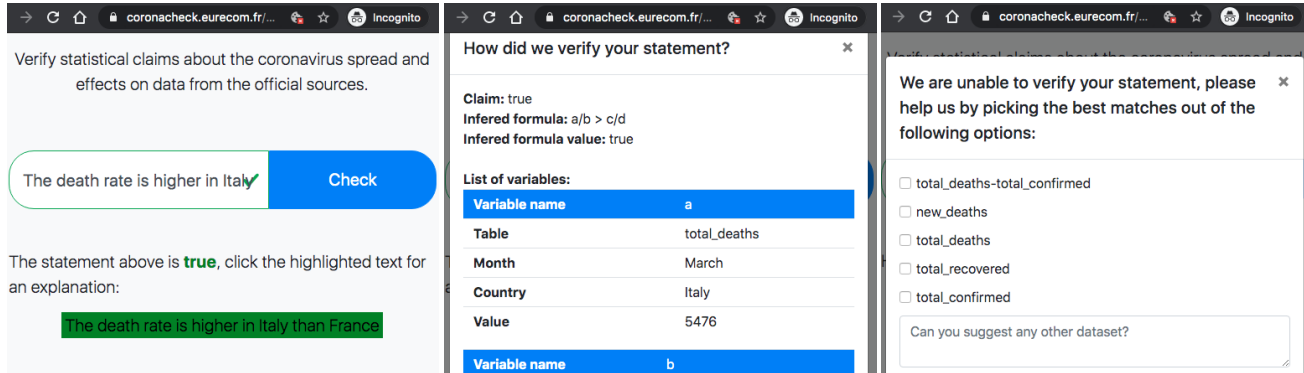 coronacheck.eurecom.fr/...
Incognito
Verify statistical claims about the coronavirus spread and
effects on data from the official sources.
The death rate is higher in Italy
Check
The statement above is true, click the highlighted text for
an explanation:
The death rate is higher in Italy than France
coronacheck.eurecom.fr/...
Incognito
How did we verify your statement?
×
Claim: true
Infered formula: a/b > c/d
Infered formula value: true
List of variables:
Variable name a
Table total_deaths
Month March
Country Italy
Value 5476
Variable name b
coronacheck.eurecom.fr/...
Incognito
We are unable to verify your statement, please
help us by picking the best matches out of the
following options:
×
total_deaths-total_confirmed
new_deaths
total_deaths
total_recovered
total_confirmed
Can you suggest any other dataset?